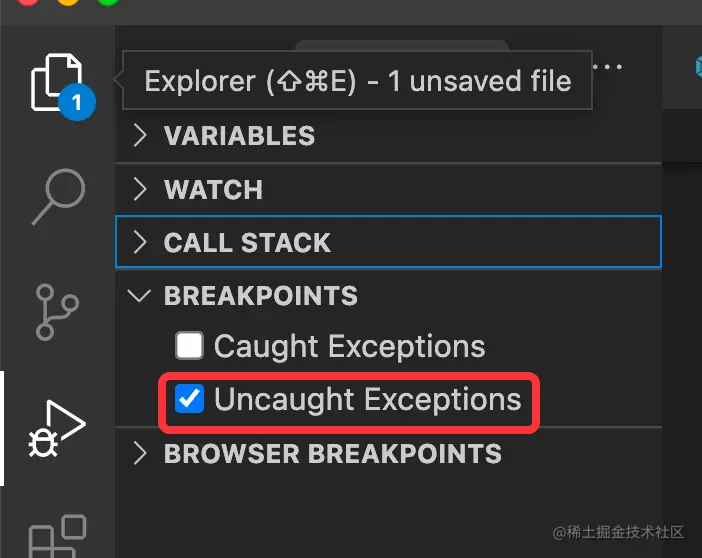 Explorer (⇧⌘E) - 1 unsaved file
1
VARIABLES
WATCH
CALL STACK
BREAKPOINTS
Caught Exceptions
Uncaught Exceptions
BROWSER BREAKPOINTS
@稀土掘金技术社区